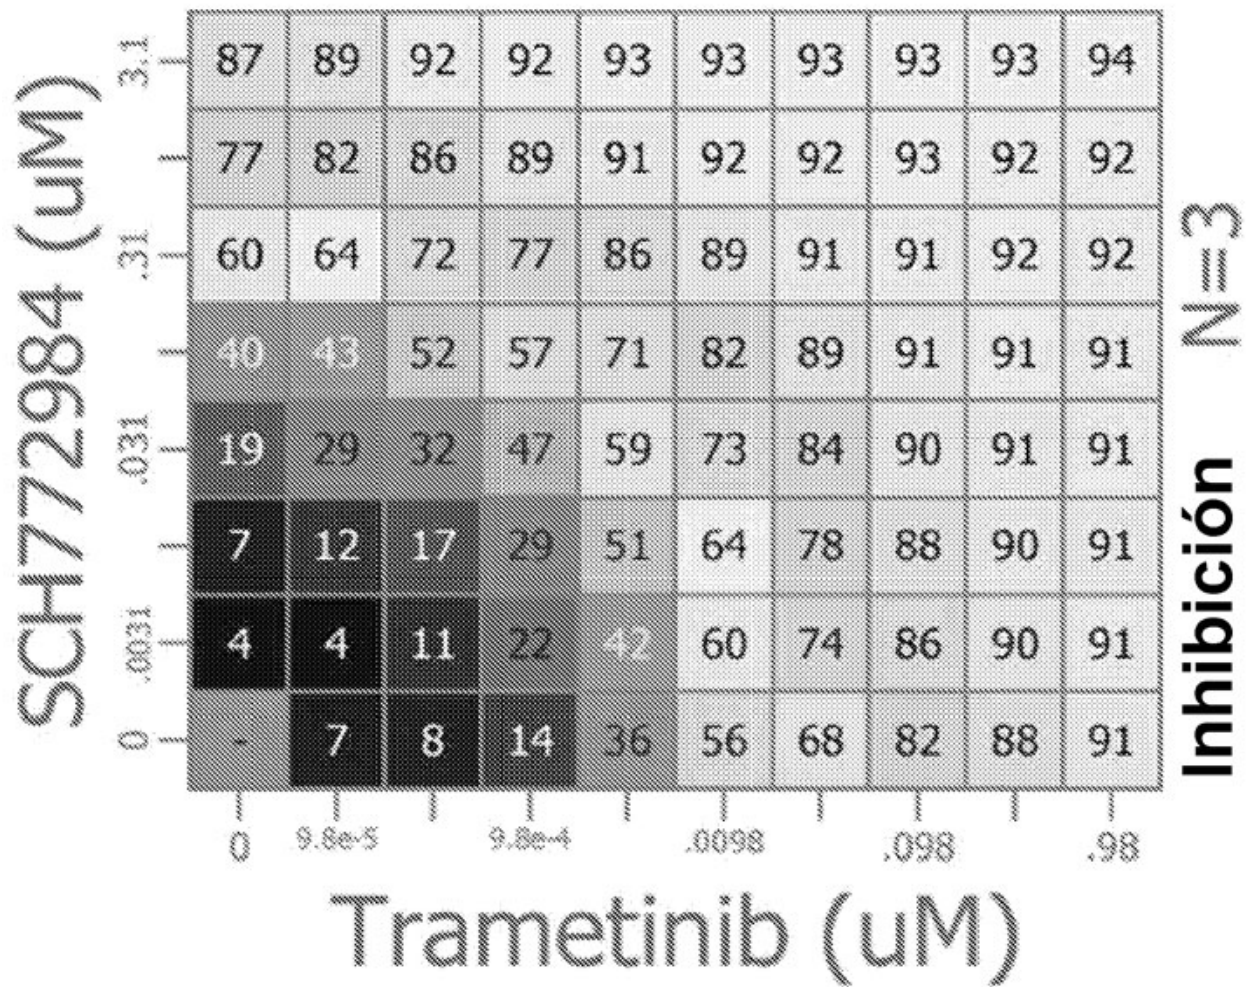 SCH772984 (uM)
3.1 87 89 92 92 93 93 93 93 93 94
77 82 86 89 91 92 92 93 92 92
.31 60 64 72 77 86 89 91 91 92 92
40 43 52 57 71 82 89 91 91 91
.031 19 29 32 47 59 73 84 90 91 91
7 12 17 29 51 64 78 88 90 91
.0031 4 4 11 22 42 60 74 86 90 91
0 - 7 8 14 36 56 68 82 88 91
0 9.8e-5 9.8e-4 .0098 .098 .98
Trametinib (uM)
Inhibición N=3